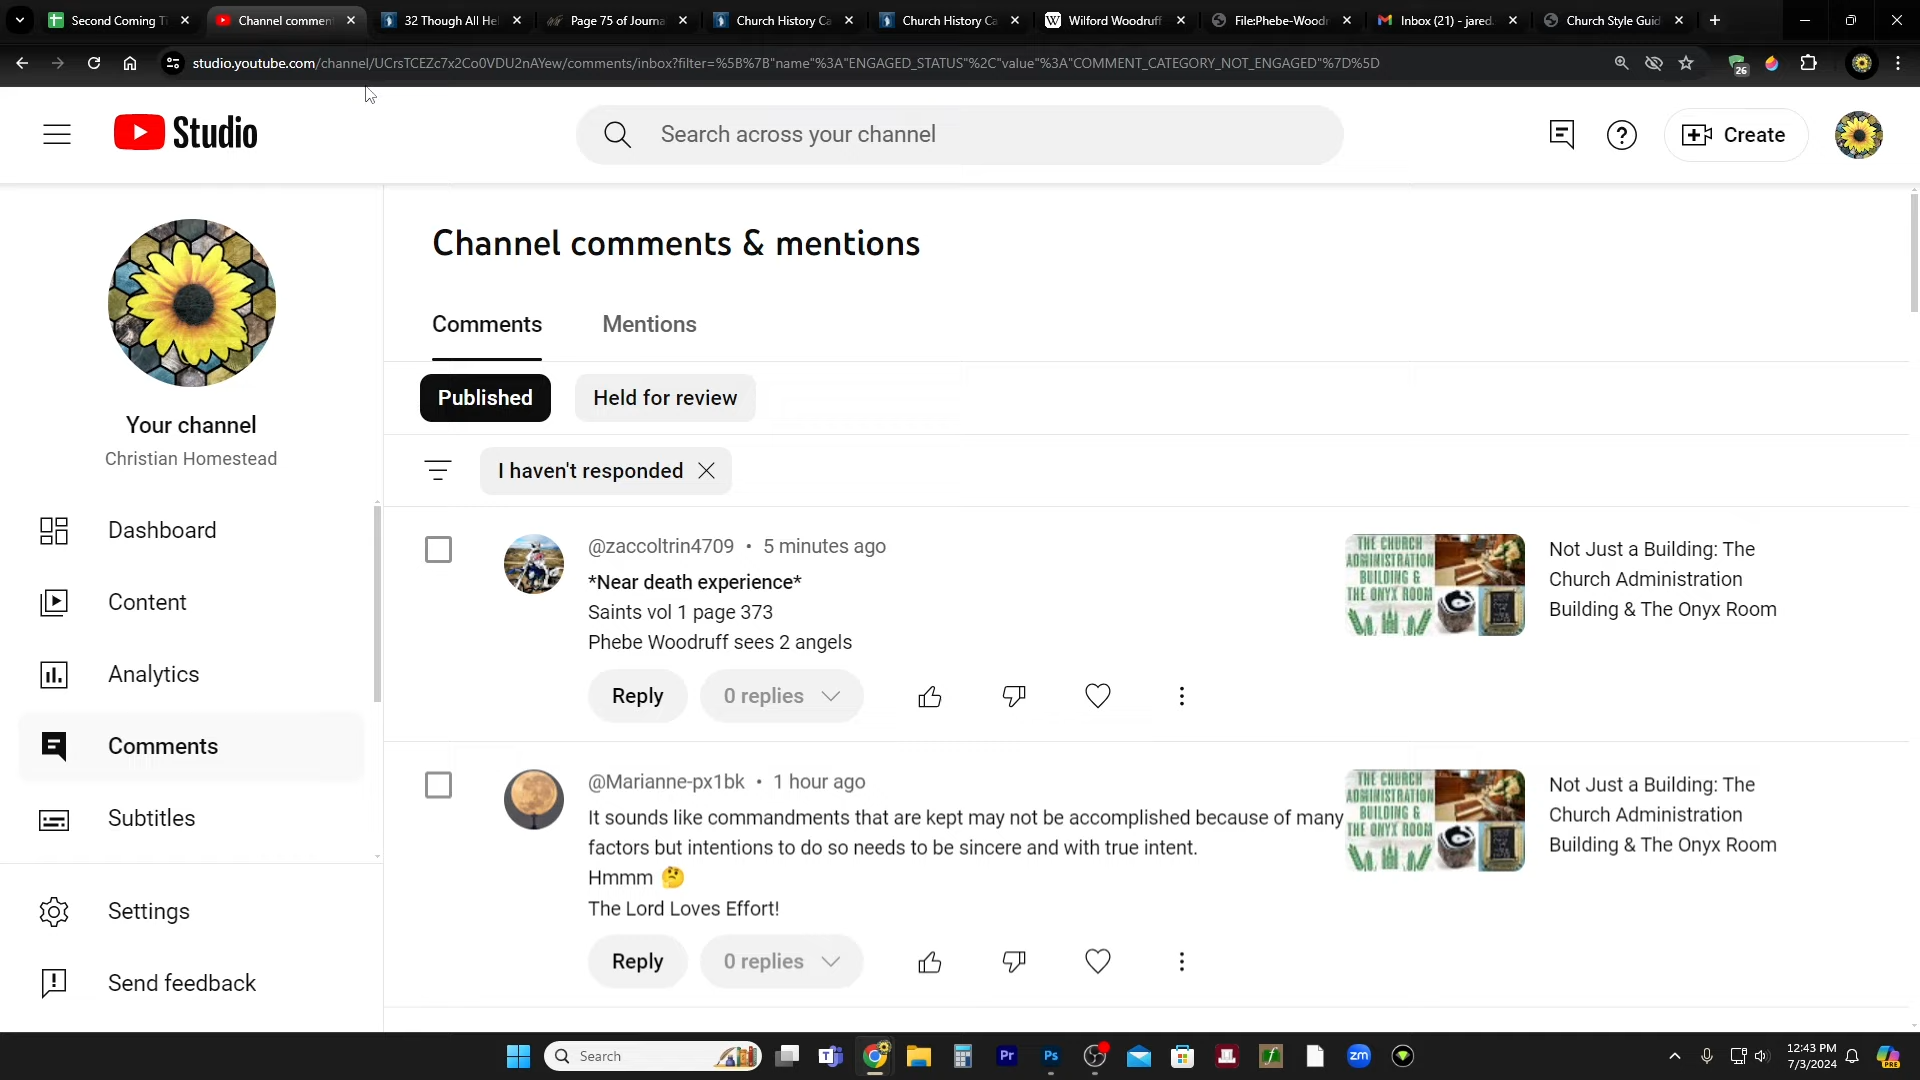 Second Coming Ti
Channel commen
32 Though All Hel
Page 75 of Journa
Church History Ca
Church History Ca
Wilford Woodruff
File:Phebe-Woodr
Inbox (21) - jared.
Church Style Guid
studio.youtube.com/channel/UCrsTCEZc7x2Co0VDU2nAYew/comments/inbox?filter=%5B%7B"name"%3A"ENGAGED_STATUS"%2C"value"%3A"COMMENT_CATEGORY_NOT_ENGAGED"%7D%5D
26
Studio
Search across your channel
Create
Your channel
Christian Homestead
Dashboard
Content
Analytics
Comments
Subtitles
Settings
Send feedback
Channel comments & mentions
Comments
Mentions
Published
Held for review
I haven't responded
@zaccoltrin4709 • 5 minutes ago
*Near death experience*
Saints vol 1 page 373
Phebe Woodruff sees 2 angels
Reply
0 replies
THE CHURCH
ADMINISTRATION
BUILDING &
THE ONYX ROOM
Not Just a Building: The
Church Administration
Building & The Onyx Room
@Marianne-px1bk • 1 hour ago
It sounds like commandments that are kept may not be accomplished because of many
factors but intentions to do so needs to be sincere and with true intent.
Hmmm 🤔
The Lord Loves Effort!
Reply
0 replies
THE CHURCH
ADMINISTRATION
BUILDING &
THE ONYX ROOM
Not Just a Building: The
Church Administration
Building & The Onyx Room
Search
Pr
Ps
zm
12:43 PM
7/3/2024
PRE